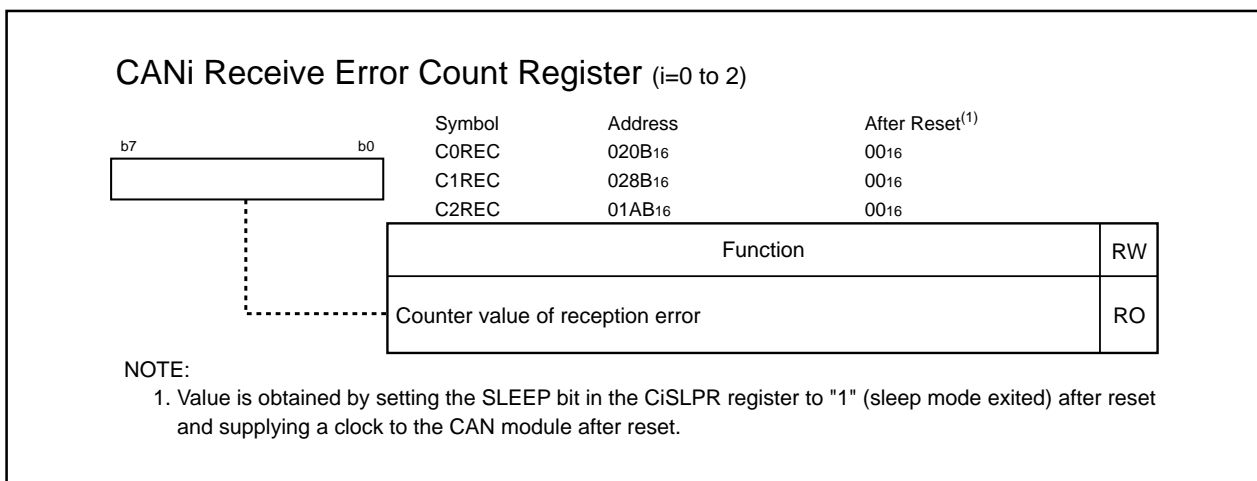 CANi Receive Error Count Register (i=0 to 2)
Symbol Address After Reset(1)
b7 b0
C0REC 020B16 0016
C1REC 028B16 0016
C2REC 01AB16 0016
Function RW
Counter value of reception error RO
NOTE:
1. Value is obtained by setting the SLEEP bit in the CiSLPR register to "1" (sleep mode exited) after reset
and supplying a clock to the CAN module after reset.